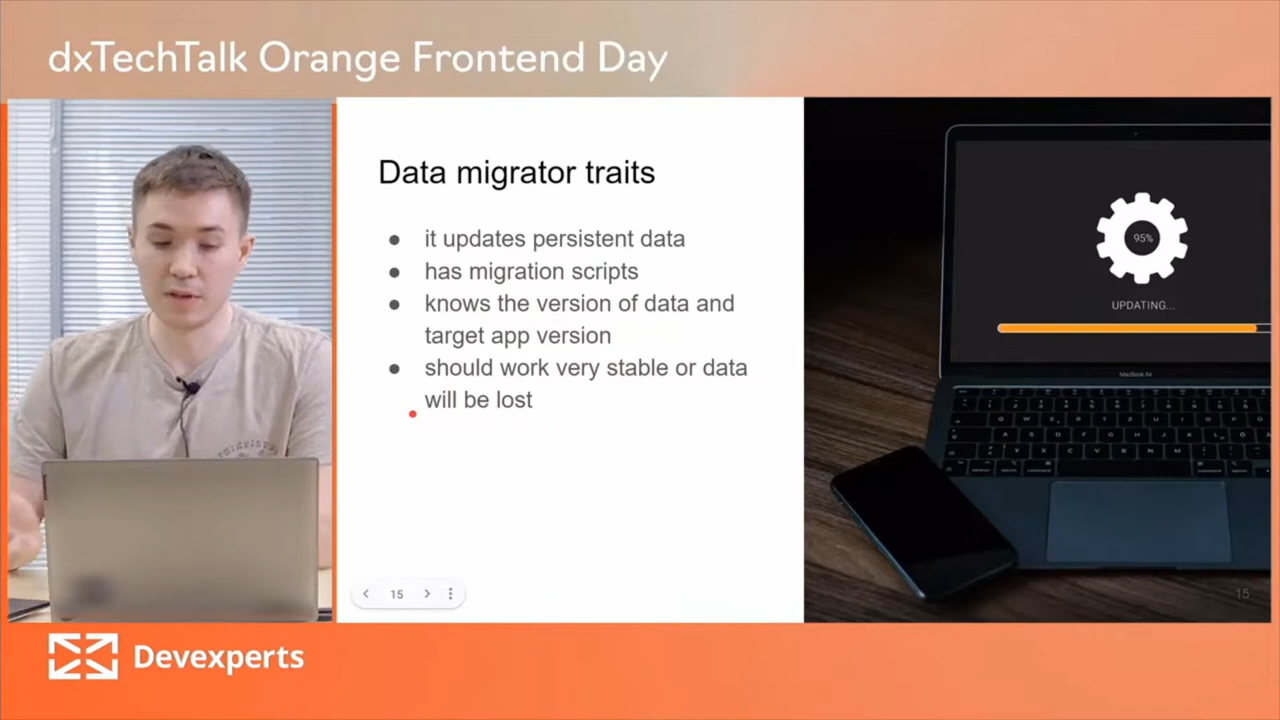 dxTechTalk Orange Frontend Day
Data migrator traits
● it updates persistent data
● has migration scripts
● knows the version of data and
target app version
● should work very stable or data
will be lost
15
95%
UPDATING...
MacBook Air
15
Devexperts